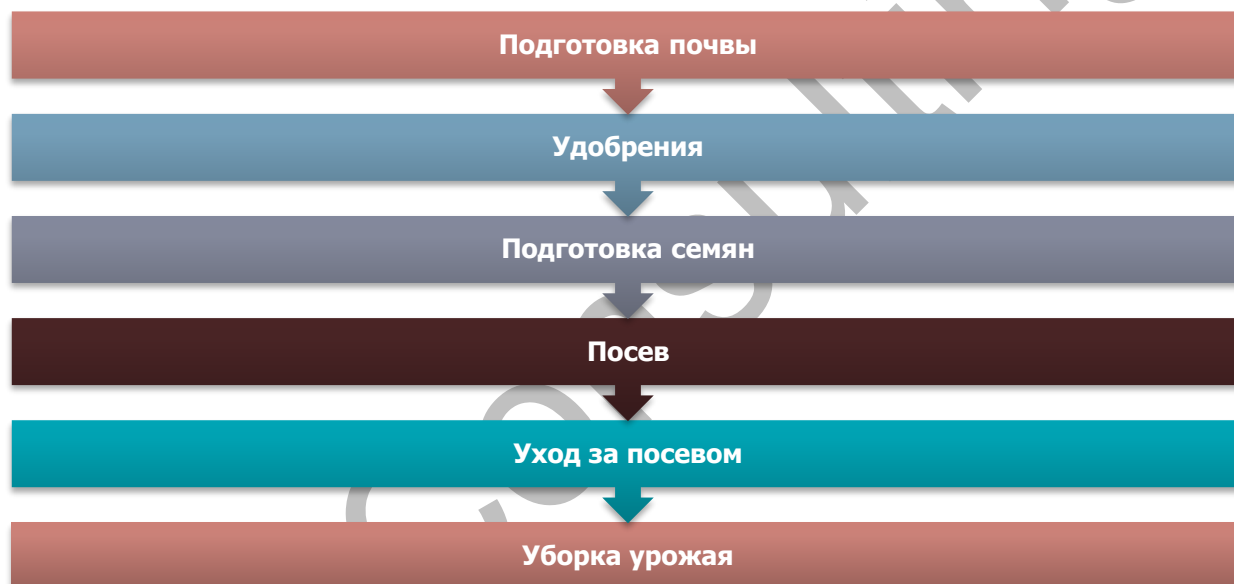 Подготовка почвы
Удобрения
Подготовка семян
Посев
Уход за посевом
Уборка урожая